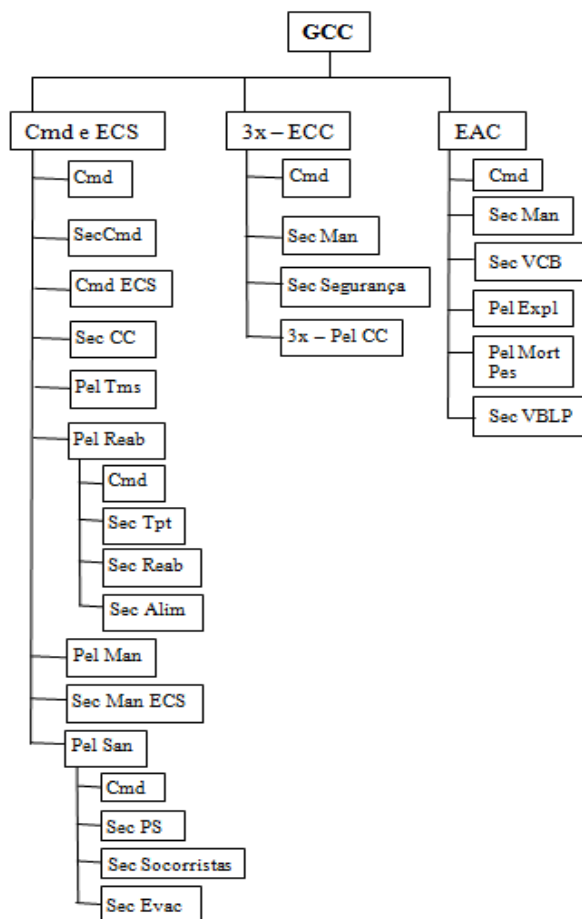 GCC
Cmd e ECS
Cmd
SecCmd
Cmd ECS
Sec CC
Pel Tms
Pel Reab
Cmd
Sec Tpt
Sec Reab
Sec Alim
Pel Man
Sec Man ECS
Pel San
Cmd
Sec PS
Sec Socorristas
Sec Evac
3x – ECC
Cmd
Sec Man
Sec Segurança
3x – Pel CC
EAC
Cmd
Sec Man
Sec VCB
Pel Expl
Pel Mort
Pes
Sec VBLP